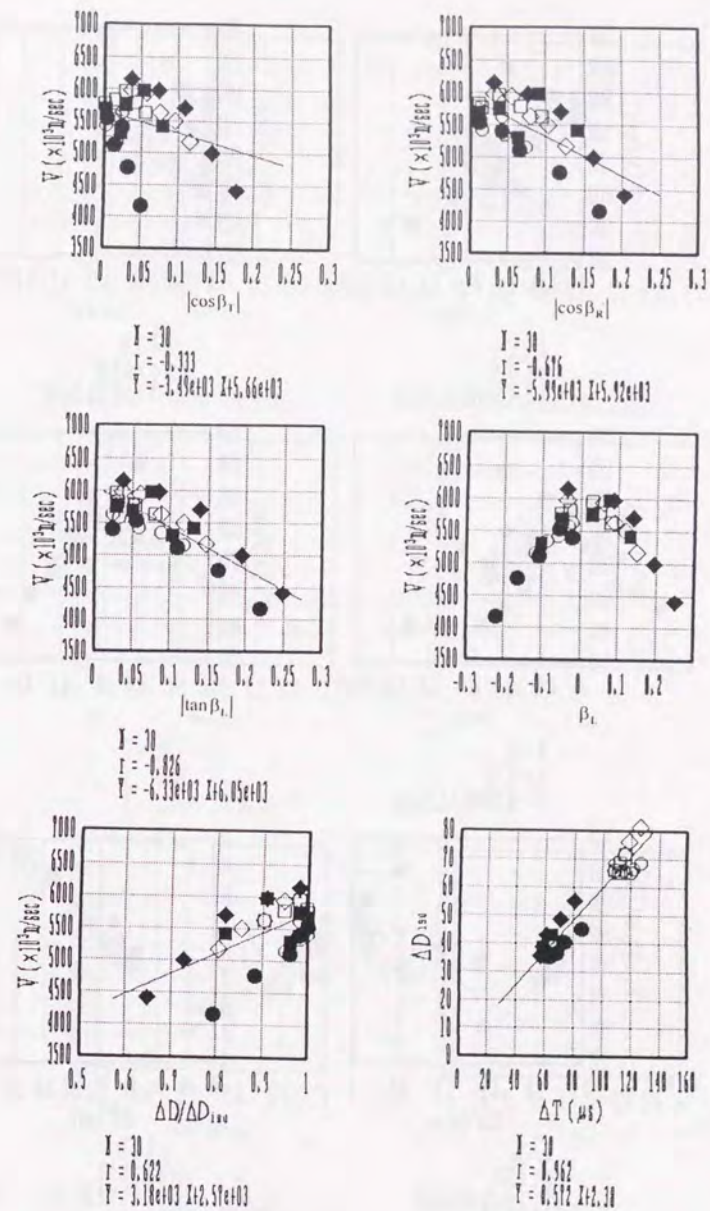 7000
6500
6000
5500
5000
4500
4000
3500
V̄ (×10³m/sec)
0 0.05 0.1 0.15 0.2 0.25 0.3
|cosβT|
N = 30
r = -0.333
Y = -3.49e+03 X+5.66e+03
7000
6500
6000
5500
5000
4500
4000
3500
V̄ (×10³m/sec)
0 0.05 0.1 0.15 0.2 0.25 0.3
|cosβR|
N = 30
r = -0.696
Y = -5.99e+03 X+5.92e+03
7000
6500
6000
5500
5000
4500
4000
3500
V̄ (×10³m/sec)
0 0.05 0.1 0.15 0.2 0.25 0.3
|tanβL|
N = 30
r = -0.826
Y = -6.33e+03 X+6.05e+03
7000
6500
6000
5500
5000
4500
4000
3500
V̄ (×10³m/sec)
-0.3 -0.2 -0.1 0 0.1 0.2
βL
7000
6500
6000
5500
5000
4500
4000
3500
V̄ (×10³m/sec)
0.5 0.6 0.7 0.8 0.9 1
ΔD/ΔDind
N = 30
r = 0.622
Y = 3.18e+03 X+2.59e+03
80
70
60
50
40
30
20
10
0
ΔDind
0 20 40 60 80 100 120 140 160
ΔT (μs)
N = 30
r = 0.962
Y = 0.592 X+2.38